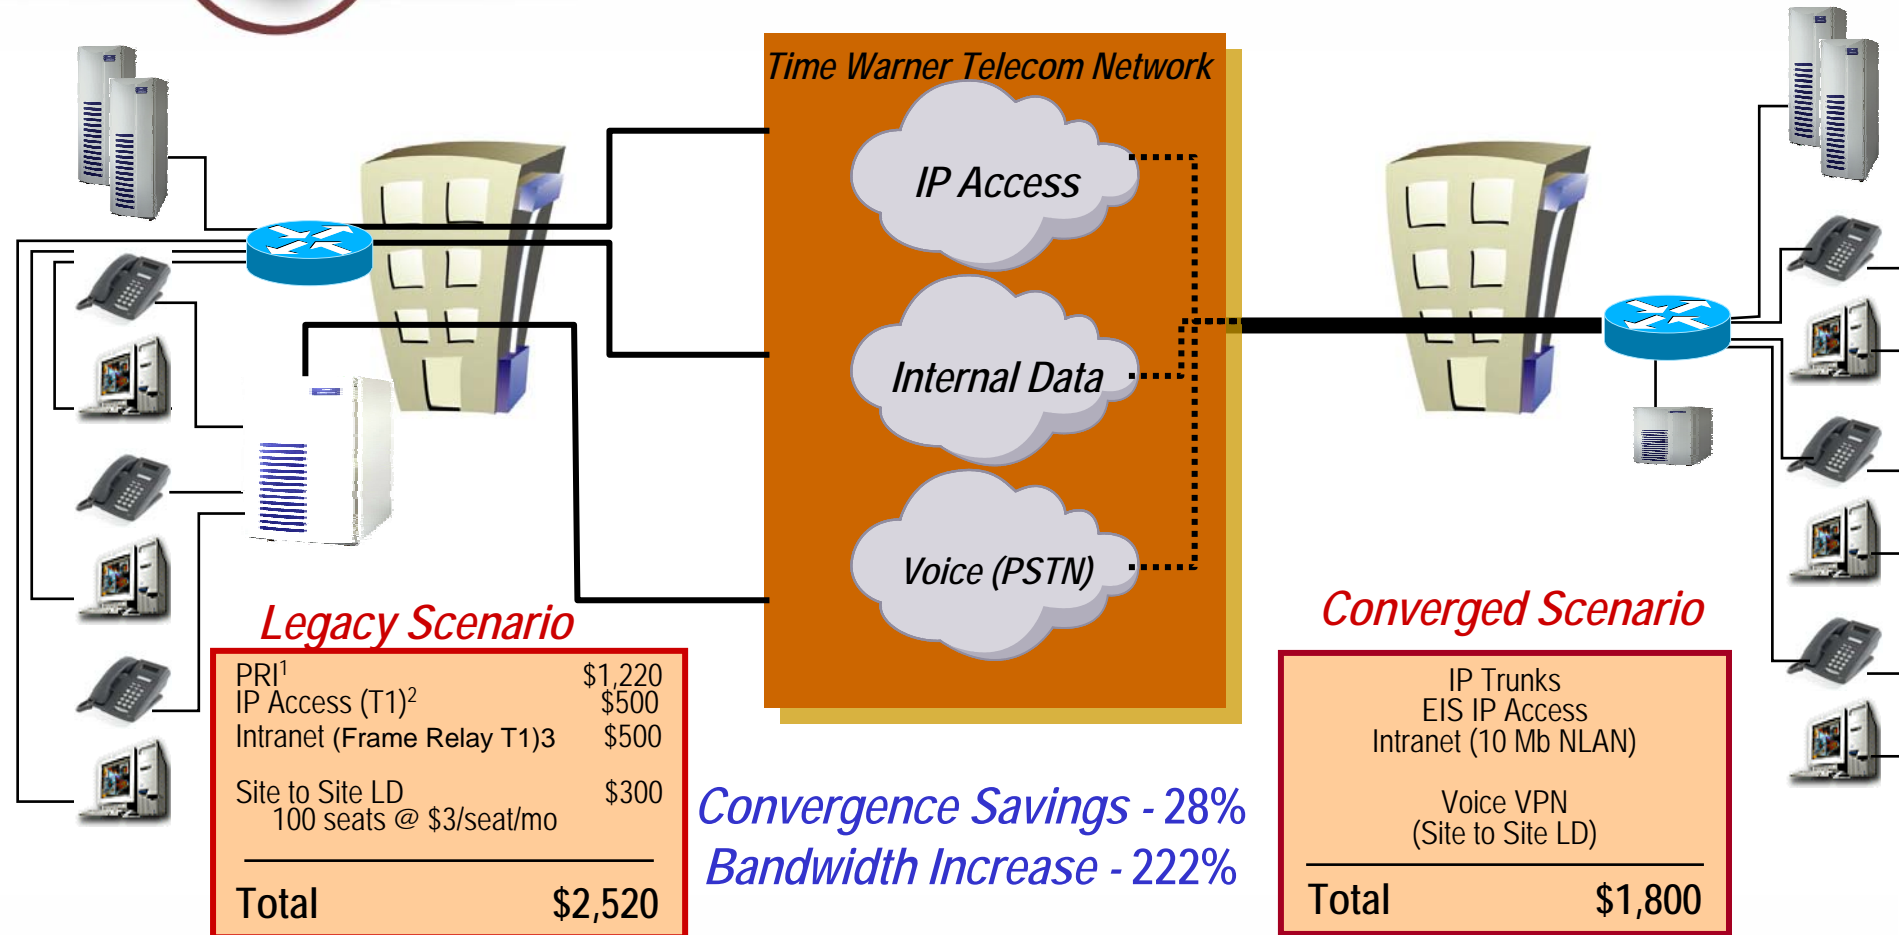 Time Warner Telecom Network
IP Access
Internal Data
Voice (PSTN)
Legacy Scenario
PRI1 $1,220
IP Access (T1)2 $500
Intranet (Frame Relay T1)3 $500
Site to Site LD $300
100 seats @ $3/seat/mo
Total $2,520
Convergence Savings - 28%
Bandwidth Increase - 222%
Converged Scenario
IP Trunks
EIS IP Access
Intranet (10 Mb NLAN)
Voice VPN
(Site to Site LD)
Total $1,800